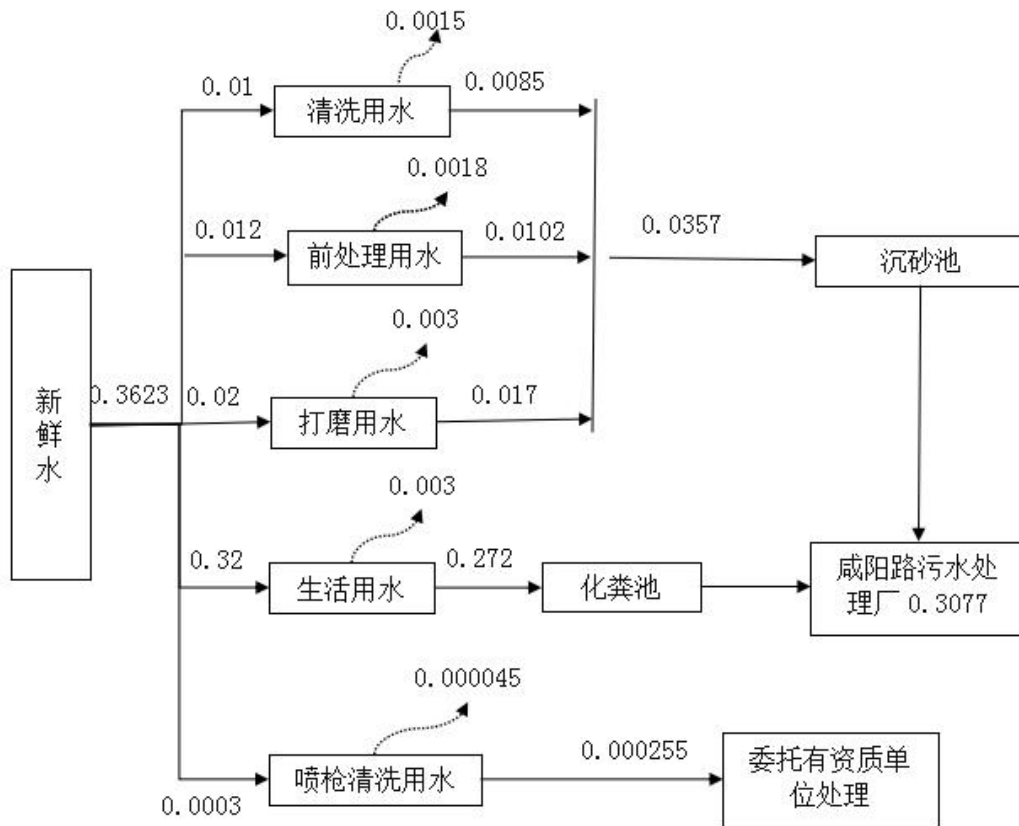 0.0015
0.01
0.0085
清洗用水
0.0018
0.012
0.0102
0.0357
前处理用水
沉砂池
0.003
新
鲜
水
0.3623
0.02
0.017
打磨用水
0.003
0.32
0.272
生活用水
化粪池
咸阳路污水处
理厂 0.3077
0.000045
0.000255
0.0003
喷枪清洗用水
委托有资质单
位处理